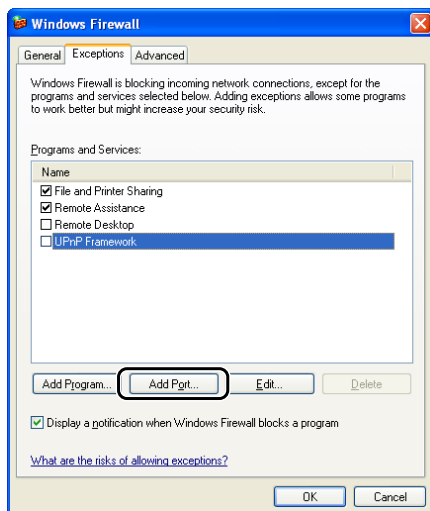 Windows Firewall
General Exceptions Advanced
Windows Firewall is blocking incoming network connections, except for the
programs and services selected below. Adding exceptions allows some programs
to work better but might increase your security risk.
Programs and Services:
Name
File and Printer Sharing
Remote Assistance
Remote Desktop
UPnP Framework
Add Program... Add Port... Edit... Delete
Display a notification when Windows Firewall blocks a program
What are the risks of allowing exceptions?
OK Cancel